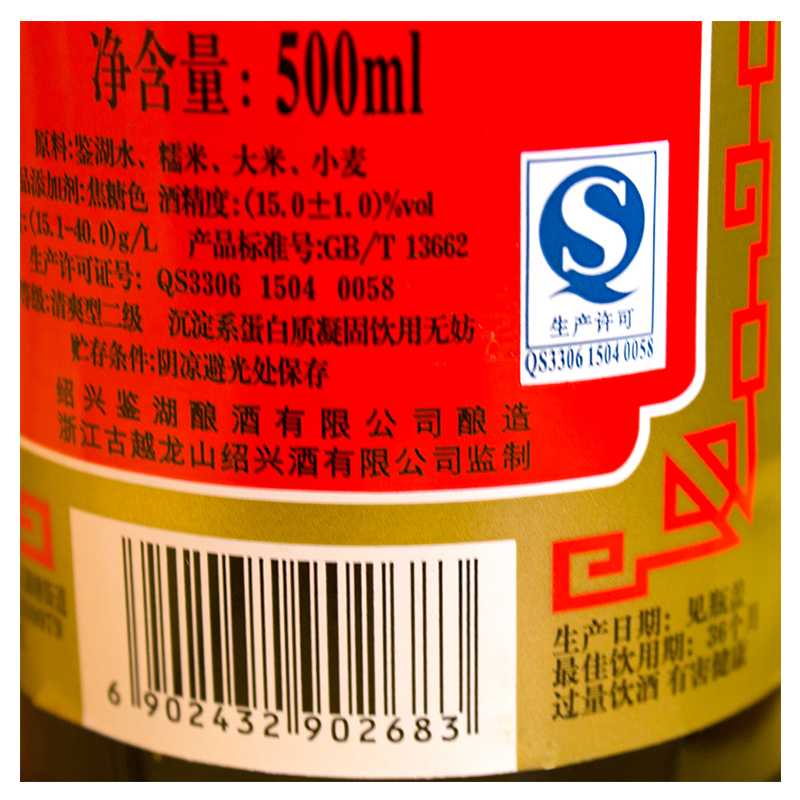 净含量：500ml
原料:鉴湖水、糯米、大米、小麦
品添加剂:焦糖色 酒精度:(15.0±1.0)%vol
:(15.1-40.0)g/L 产品标准号:GB/T 13662
生产许可证号: QS3306 1504 0058
等级:清爽型二级 沉淀系蛋白质凝固饮用无妨
贮存条件:阴凉避光处保存
绍兴鉴湖酿酒有限公司酿造
浙江古越龙山绍兴酒有限公司监制
生产许可
QS3306 1504 0058
6 902432 902683
生产日期：见瓶盖
最佳饮用期：36个月
过量饮酒 有害健康